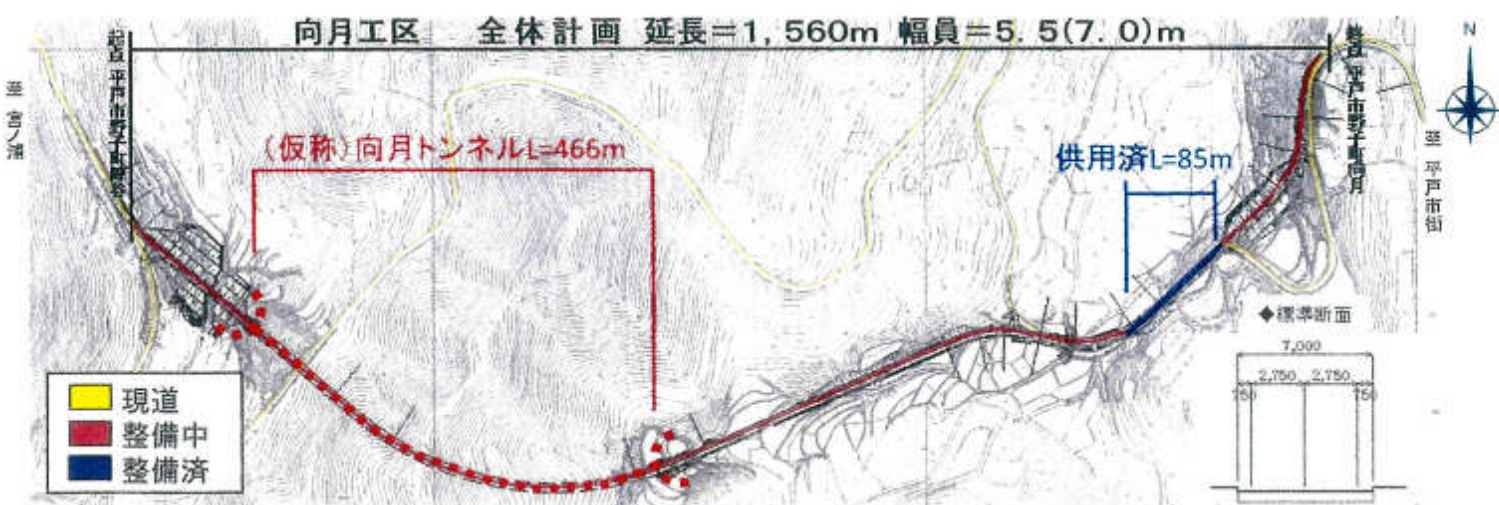 向月工区 全体計画 延長=1,560m 幅員=5.5(7.0)m
N
至 宮ノ浦
起点 平戸市野子町
終点 平戸市野子町向月
至 平戸市街
(仮称)向月トンネルL=466m
供用済L=85m
◆標準断面
7,000
2,750 2,750
750 750
現道
整備中
整備済